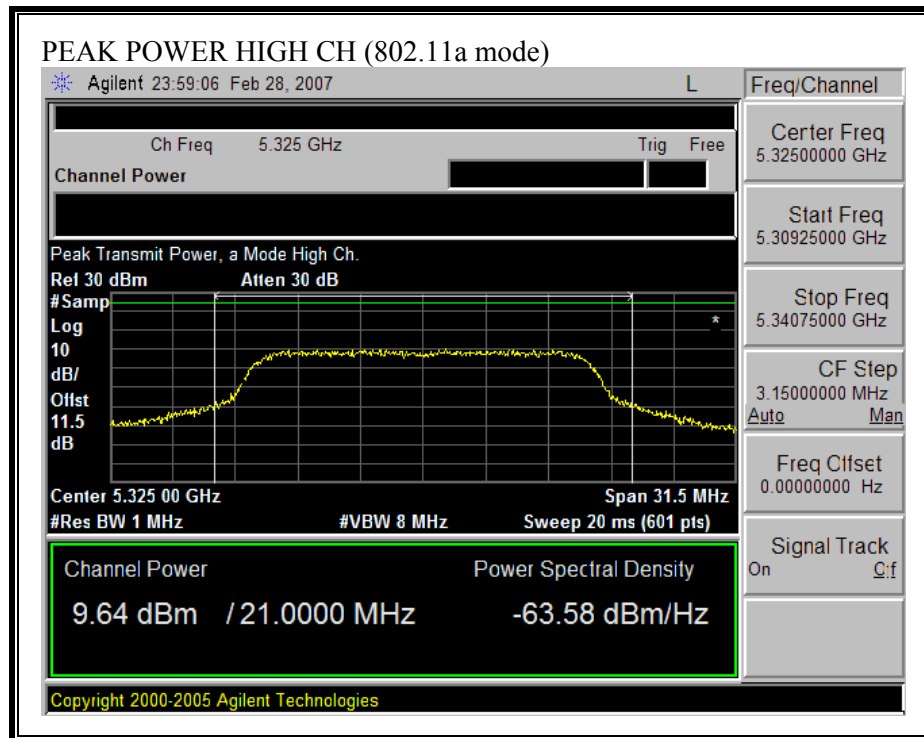 PEAK POWER HIGH CH (802.11a mode)
Agilent 23:59:06 Feb 28, 2007 L
Freq/Channel
Ch Freq 5.325 GHz Trig Free
Channel Power
Center Freq
5.32500000 GHz
Start Freq
5.30925000 GHz
Peak Transmit Power, a Mode High Ch.
Ref 30 dBm Atten 30 dB
#Samp
Log
10
dB/
Offst
11.5
dB
*
Stop Freq
5.34075000 GHz
CF Step
3.15000000 MHz
Auto Man
Freq Offset
0.00000000 Hz
Center 5.325 00 GHz Span 31.5 MHz
#Res BW 1 MHz #VBW 8 MHz Sweep 20 ms (601 pts)
Signal Track
On Off
Channel Power Power Spectral Density
9.64 dBm / 21.0000 MHz -63.58 dBm/Hz
Copyright 2000-2005 Agilent Technologies